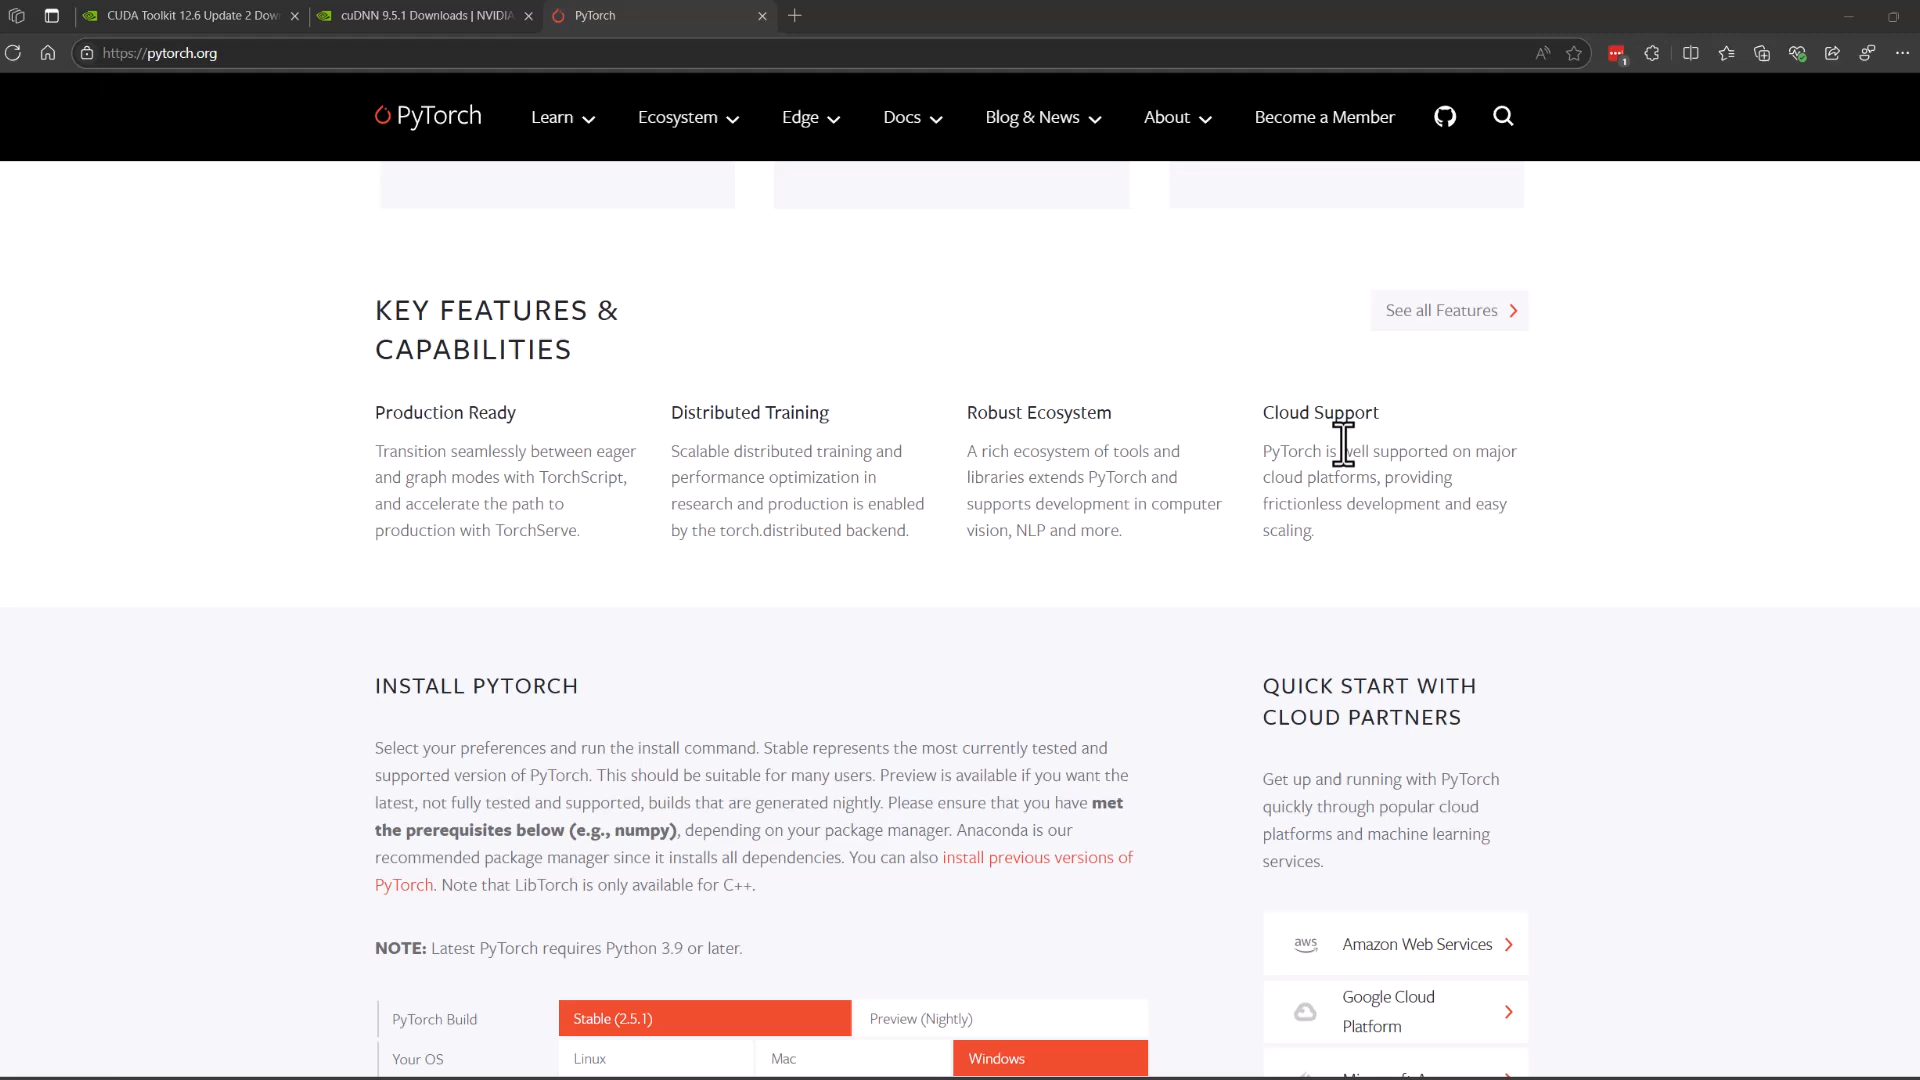 CUDA Toolkit 12.6 Update 2 Dow
cuDNN 9.5.1 Downloads | NVIDIA
PyTorch
https://pytorch.org
1
PyTorch
Learn
Ecosystem
Edge
Docs
Blog & News
About
Become a Member
KEY FEATURES &
CAPABILITIES
See all Features
Production Ready
Transition seamlessly between eager
and graph modes with TorchScript,
and accelerate the path to
production with TorchServe.
Distributed Training
Scalable distributed training and
performance optimization in
research and production is enabled
by the torch.distributed backend.
Robust Ecosystem
A rich ecosystem of tools and
libraries extends PyTorch and
supports development in computer
vision, NLP and more.
Cloud Support
PyTorch is well supported on major
cloud platforms, providing
frictionless development and easy
scaling.
INSTALL PYTORCH
Select your preferences and run the install command. Stable represents the most currently tested and
supported version of PyTorch. This should be suitable for many users. Preview is available if you want the
latest, not fully tested and supported, builds that are generated nightly. Please ensure that you have met
the prerequisites below (e.g., numpy), depending on your package manager. Anaconda is our
recommended package manager since it installs all dependencies. You can also install previous versions of
PyTorch. Note that LibTorch is only available for C++.
NOTE: Latest PyTorch requires Python 3.9 or later.
PyTorch Build
Stable (2.5.1)
Preview (Nightly)
Your OS
Linux
Mac
Windows
QUICK START WITH
CLOUD PARTNERS
Get up and running with PyTorch
quickly through popular cloud
platforms and machine learning
services.
aws
Amazon Web Services
Google Cloud
Platform